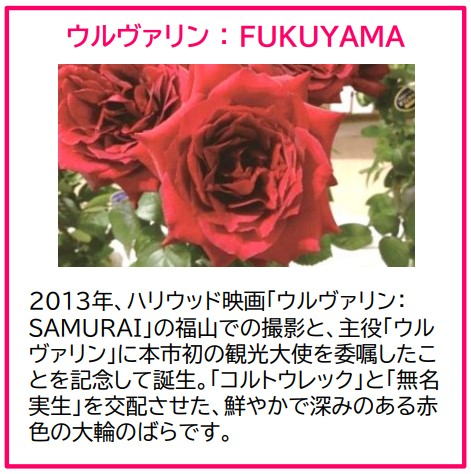 ウルヴァリン：FUKUYAMA
2013年、ハリウッド映画「ウルヴァリン：
SAMURAI」の福山での撮影と、主役「ウル
ヴァリン」に本市初の観光大使を委嘱したこ
とを記念して誕生。「コルトウレック」と「無名
実生」を交配させた、鮮やかで深みのある赤
色の大輪のばらです。